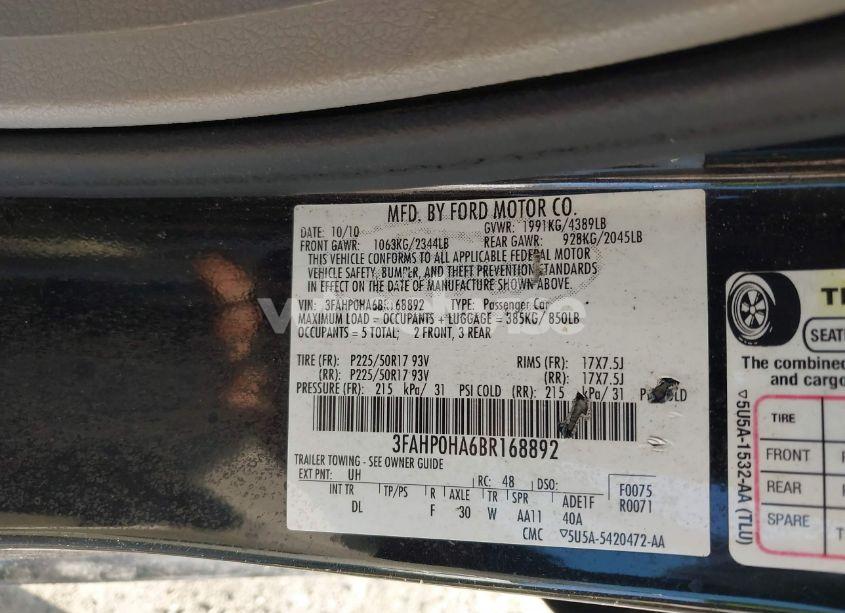 MFD. BY FORD MOTOR CO.
DATE: 10/10 GVWR: 1991KG/4389LB
FRONT GAWR: 1063KG/2344LB REAR GAWR: 928KG/2045LB
THIS VEHICLE CONFORMS TO ALL APPLICABLE FEDERAL MOTOR
VEHICLE SAFETY, BUMPER, AND THEFT PREVENTION STANDARDS
IN EFFECT ON THE DATE OF MANUFACTURE SHOWN ABOVE.
VIN: 3FAHP0HA6BR168892 TYPE: Passenger Car
MAXIMUM LOAD = OCCUPANTS + LUGGAGE = 385KG/ 850LB
OCCUPANTS = 5 TOTAL; 2 FRONT, 3 REAR
TIRE (FR): P225/50R17 93V RIMS (FR): 17X7.5J
(RR): P225/50R17 93V (RR): 17X7.5J
PRESSURE (FR): 215 kPa/ 31 PSI COLD (RR): 215 kPa/ 31 PSI COLD
3FAHP0HA6BR168892
TRAILER TOWING - SEE OWNER GUIDE
EXT PNT: UH RC: 48 DSO: F0075
INT TR TP/PS R AXLE TR SPR ADE1F R0071
DL F 30 W AA11 40A
CMC ▽5U5A-5420472-AA
SEATI
The combined
and cargo
TIRE
FRONT
REAR
SPARE
▽5U5A-1532-AA (TLU)